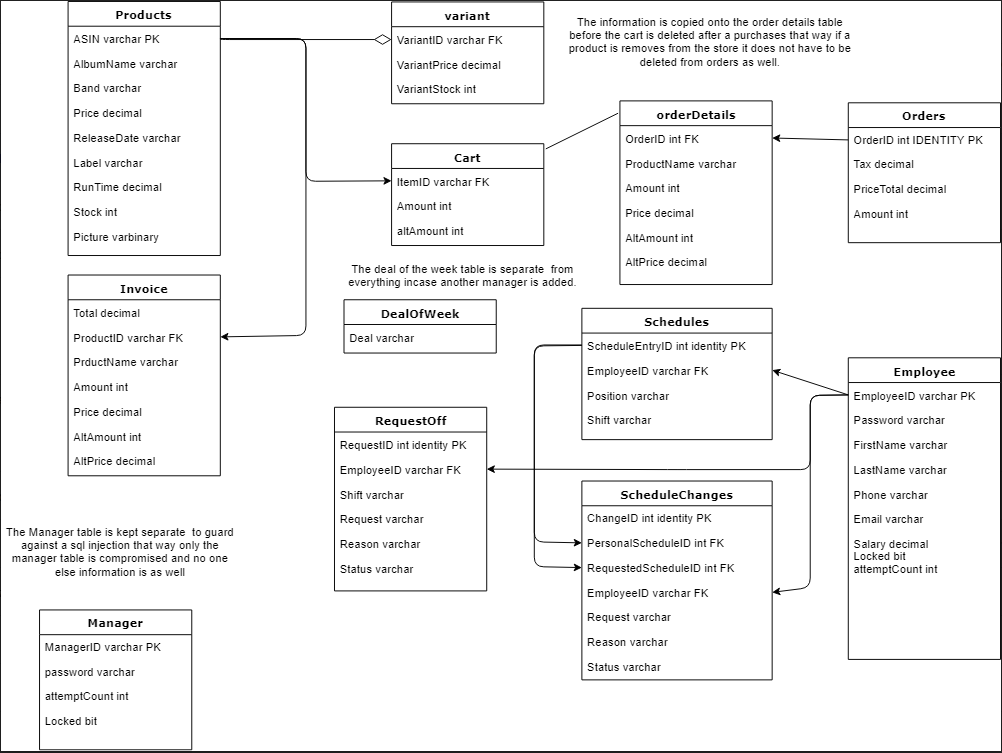 Products
ASIN varchar PK
AlbumName varchar
Band varchar
Price decimal
ReleaseDate varchar
Label varchar
RunTime decimal
Stock int
Picture varbinary
variant
VariantID varchar FK
VariantPrice decimal
VariantStock int
The information is copied onto the order details table
before the cart is deleted after a purchases that way if a
product is removes from the store it does not have to be
deleted from orders as well.
Cart
ItemID varchar FK
Amount int
altAmount int
orderDetails
OrderID int FK
ProductName varchar
Amount int
Price decimal
AltAmount int
AltPrice decimal
Orders
OrderID int IDENTITY PK
Tax decimal
PriceTotal decimal
Amount int
Invoice
Total decimal
ProductID varchar FK
PrductName varchar
Amount int
Price decimal
AltAmount int
AltPrice decimal
The deal of the week table is separate from
everything incase another manager is added.
DealOfWeek
Deal varchar
Schedules
ScheduleEntryID int identity PK
EmployeeID varchar FK
Position varchar
Shift varchar
Employee
EmployeeID varchar PK
Password varchar
FirstName varchar
LastName varchar
Phone varchar
Email varchar
Salary decimal
Locked bit
attemptCount int
RequestOff
RequestID int identity PK
EmployeeID varchar FK
Shift varchar
Request varchar
Reason varchar
Status varchar
ScheduleChanges
ChangeID int identity PK
PersonalScheduleID int FK
RequestedScheduleID int FK
EmployeeID varchar FK
Request varchar
Reason varchar
Status varchar
The Manager table is kept separate to guard
against a sql injection that way only the
manager table is compromised and no one
else information is as well
Manager
ManagerID varchar PK
password varchar
attemptCount int
Locked bit